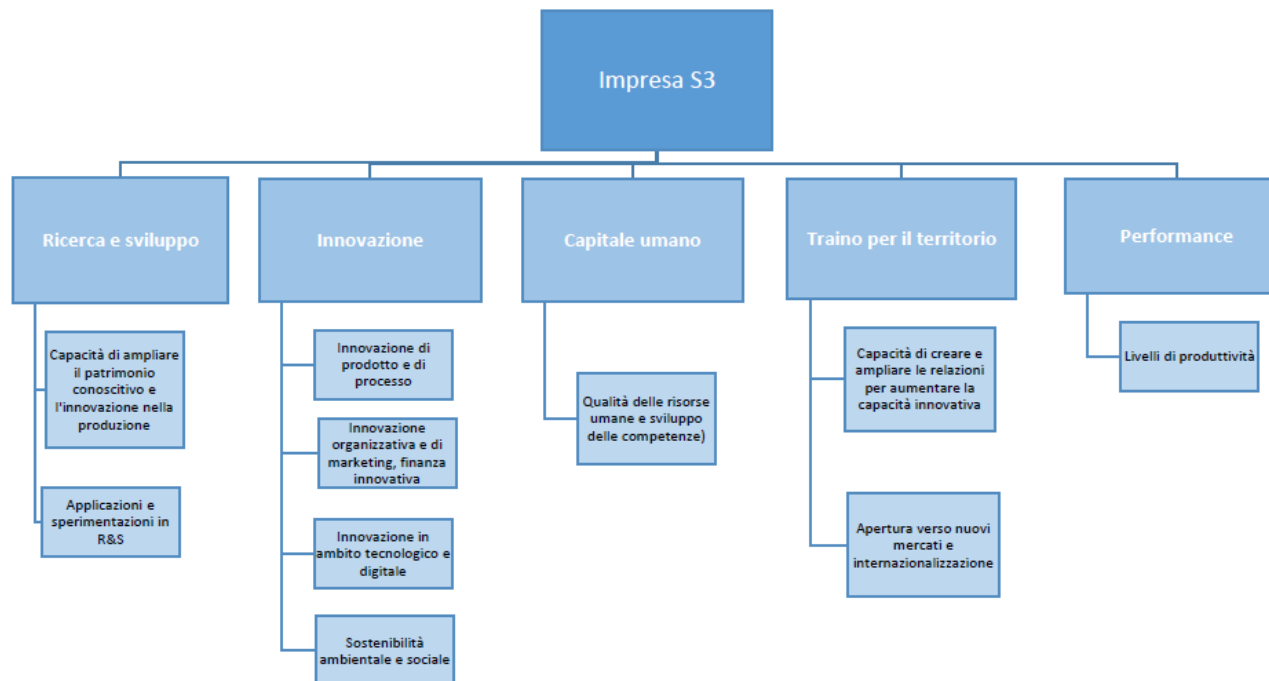 Impresa S3
Ricerca e sviluppo
Capacità di ampliare
il patrimonio
conoscitivo e
l'innovazione nella
produzione
Applicazioni e
sperimentazioni in
R&S
Innovazione
Innovazione di
prodotto e di
processo
Innovazione
organizzativa e di
marketing, finanza
innovativa
Innovazione in
ambito tecnologico e
digitale
Sostenibilità
ambientale e sociale
Capitale umano
Qualità delle risorse
umane e sviluppo
delle competenze)
Traino per il territorio
Capacità di creare e
ampliare le relazioni
per aumentare la
capacità innovativa
Apertura verso nuovi
mercati e
internazionalizzazione
Performance
Livelli di produttività